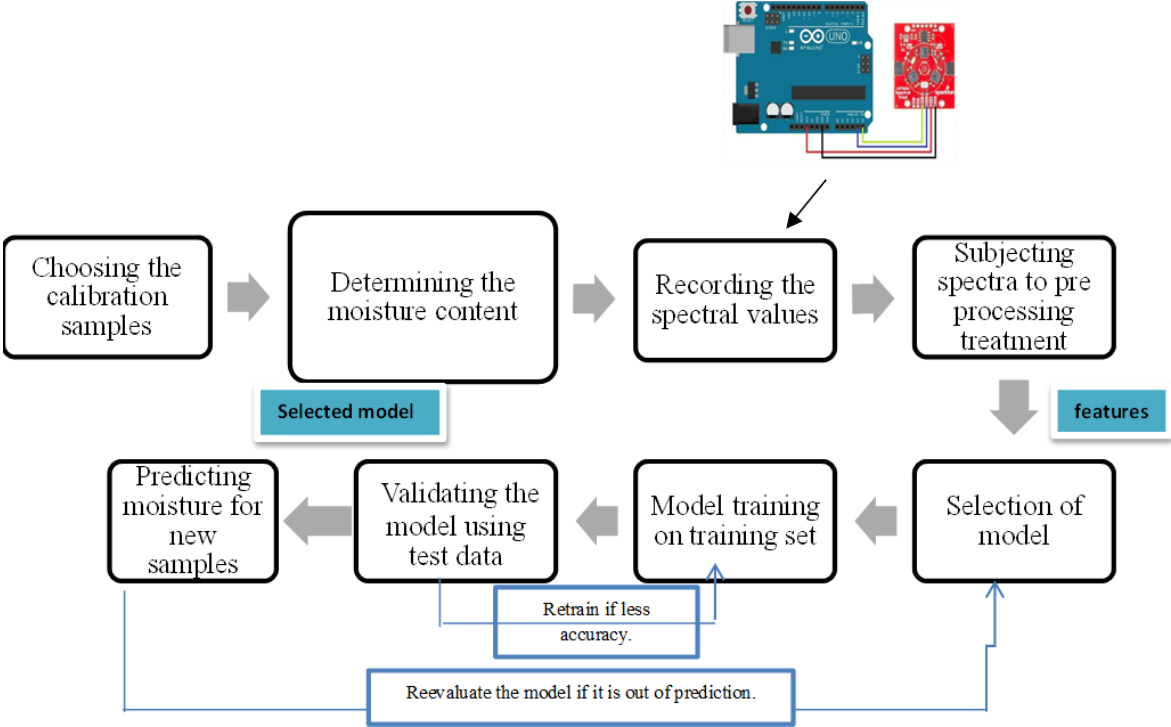 UNO
Arduino
Choosing the
calibration
samples
Determining the
moisture content
Recording the
spectral values
Subjecting
spectra to pre
processing
treatment
Selected model
features
Predicting
moisture for
new
samples
Validating the
model using
test data
Model training
on training set
Selection of
model
Retrain if less
accuracy.
Reevaluate the model if it is out of prediction.